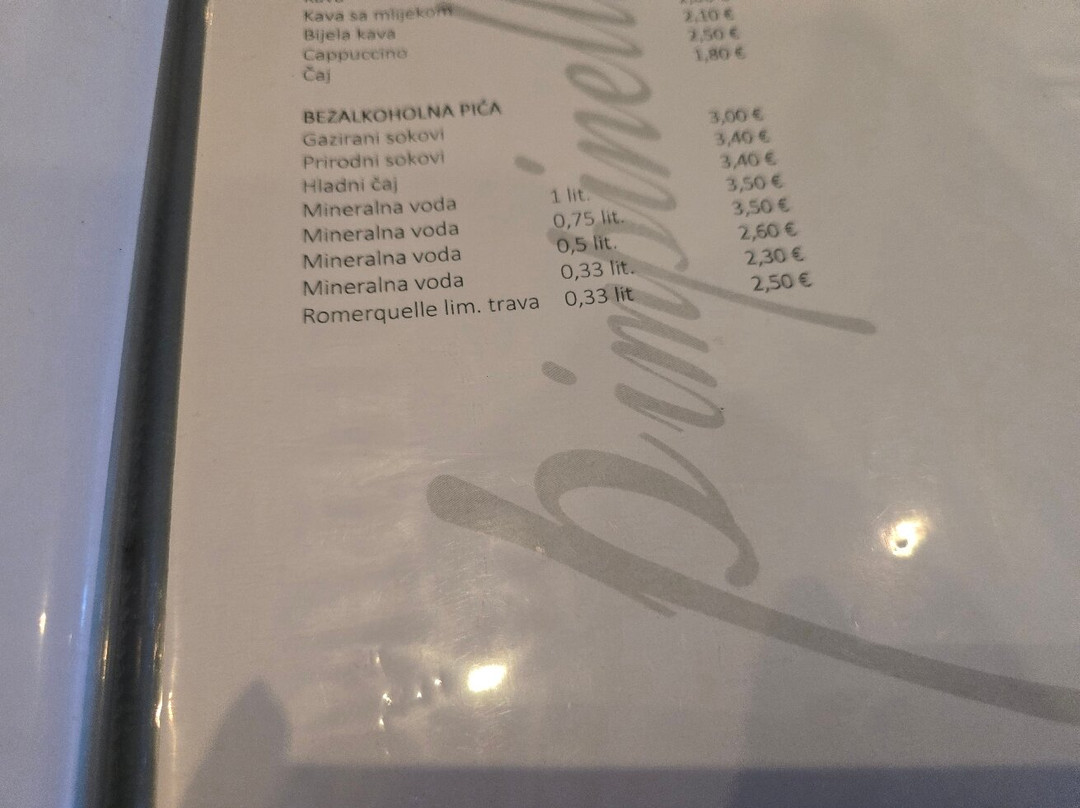 Kava
Kava sa mlijekom
Bijela kava 2,10 €
Cappuccino 2,50 €
Čaj 1,80 €
BEZALKOHOLNA PIĆA
Gazirani sokovi 3,00 €
Prirodni sokovi 3,40 €
Hladni čaj 3,40 €
Mineralna voda 1 lit. 3,50 €
Mineralna voda 0,75 lit. 3,50 €
Mineralna voda 0,5 lit. 2,60 €
Mineralna voda 0,33 lit. 2,30 €
Romerquelle lim. trava 0,33 lit 2,50 €
pimpinell